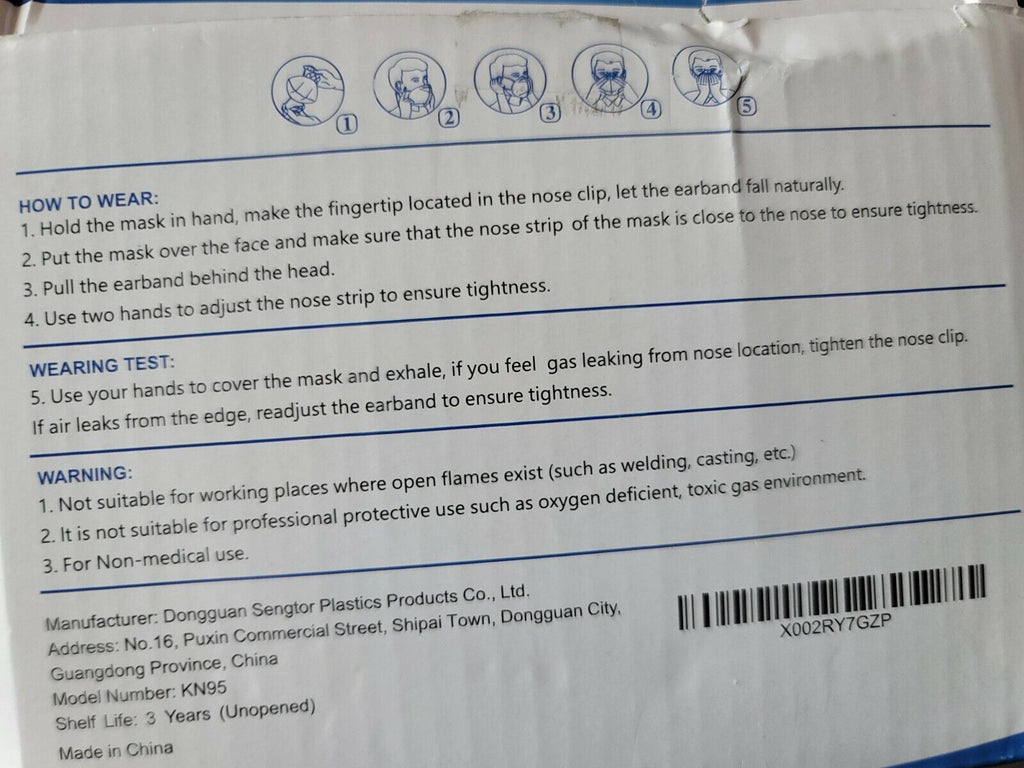 1 2 3 4 5
HOW TO WEAR:
1. Hold the mask in hand, make the fingertip located in the nose clip, let the earband fall naturally.
2. Put the mask over the face and make sure that the nose strip of the mask is close to the nose to ensure tightness.
3. Pull the earband behind the head.
4. Use two hands to adjust the nose strip to ensure tightness.
WEARING TEST:
5. Use your hands to cover the mask and exhale, if you feel gas leaking from nose location, tighten the nose clip.
If air leaks from the edge, readjust the earband to ensure tightness.
WARNING:
1. Not suitable for working places where open flames exist (such as welding, casting, etc.)
2. It is not suitable for professional protective use such as oxygen deficient, toxic gas environment.
3. For Non-medical use.
Manufacturer: Dongguan Sengtor Plastics Products Co., Ltd.
Address: No.16, Puxin Commercial Street, Shipai Town, Dongguan City,
Guangdong Province, China
Model Number: KN95
Shelf Life: 3 Years (Unopened)
Made in China
X002RY7GZP